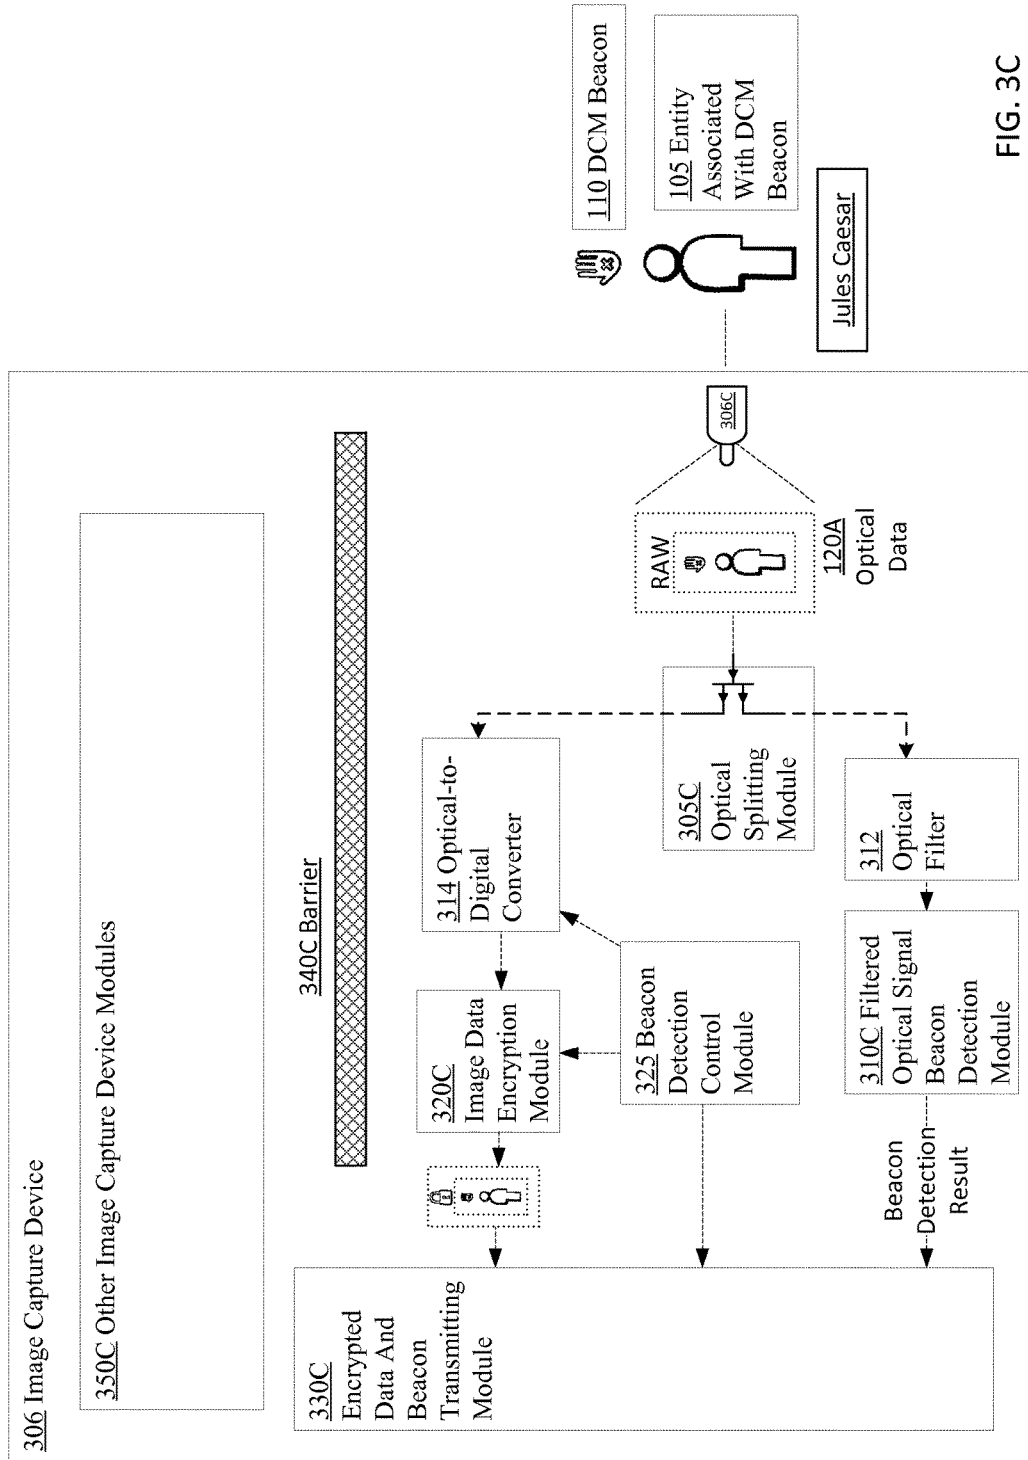 306 Image Capture Device
350C Other Image Capture Device Modules
340C Barrier
330C
Encrypted
Data And
Beacon
Transmitting
Module
320C
Image Data
Encryption
Module
314 Optical-to-
Digital
Converter
325 Beacon
Detection
Control
Module
305C
Optical
Splitting
Module
RAW
120A
Optical
Data
306C
Beacon
Detection
Result
310C Filtered
Optical Signal
Beacon
Detection
Module
312
Optical
Filter
110 DCM Beacon
105 Entity
Associated
With DCM
Beacon
Jules Caesar
FIG. 3C